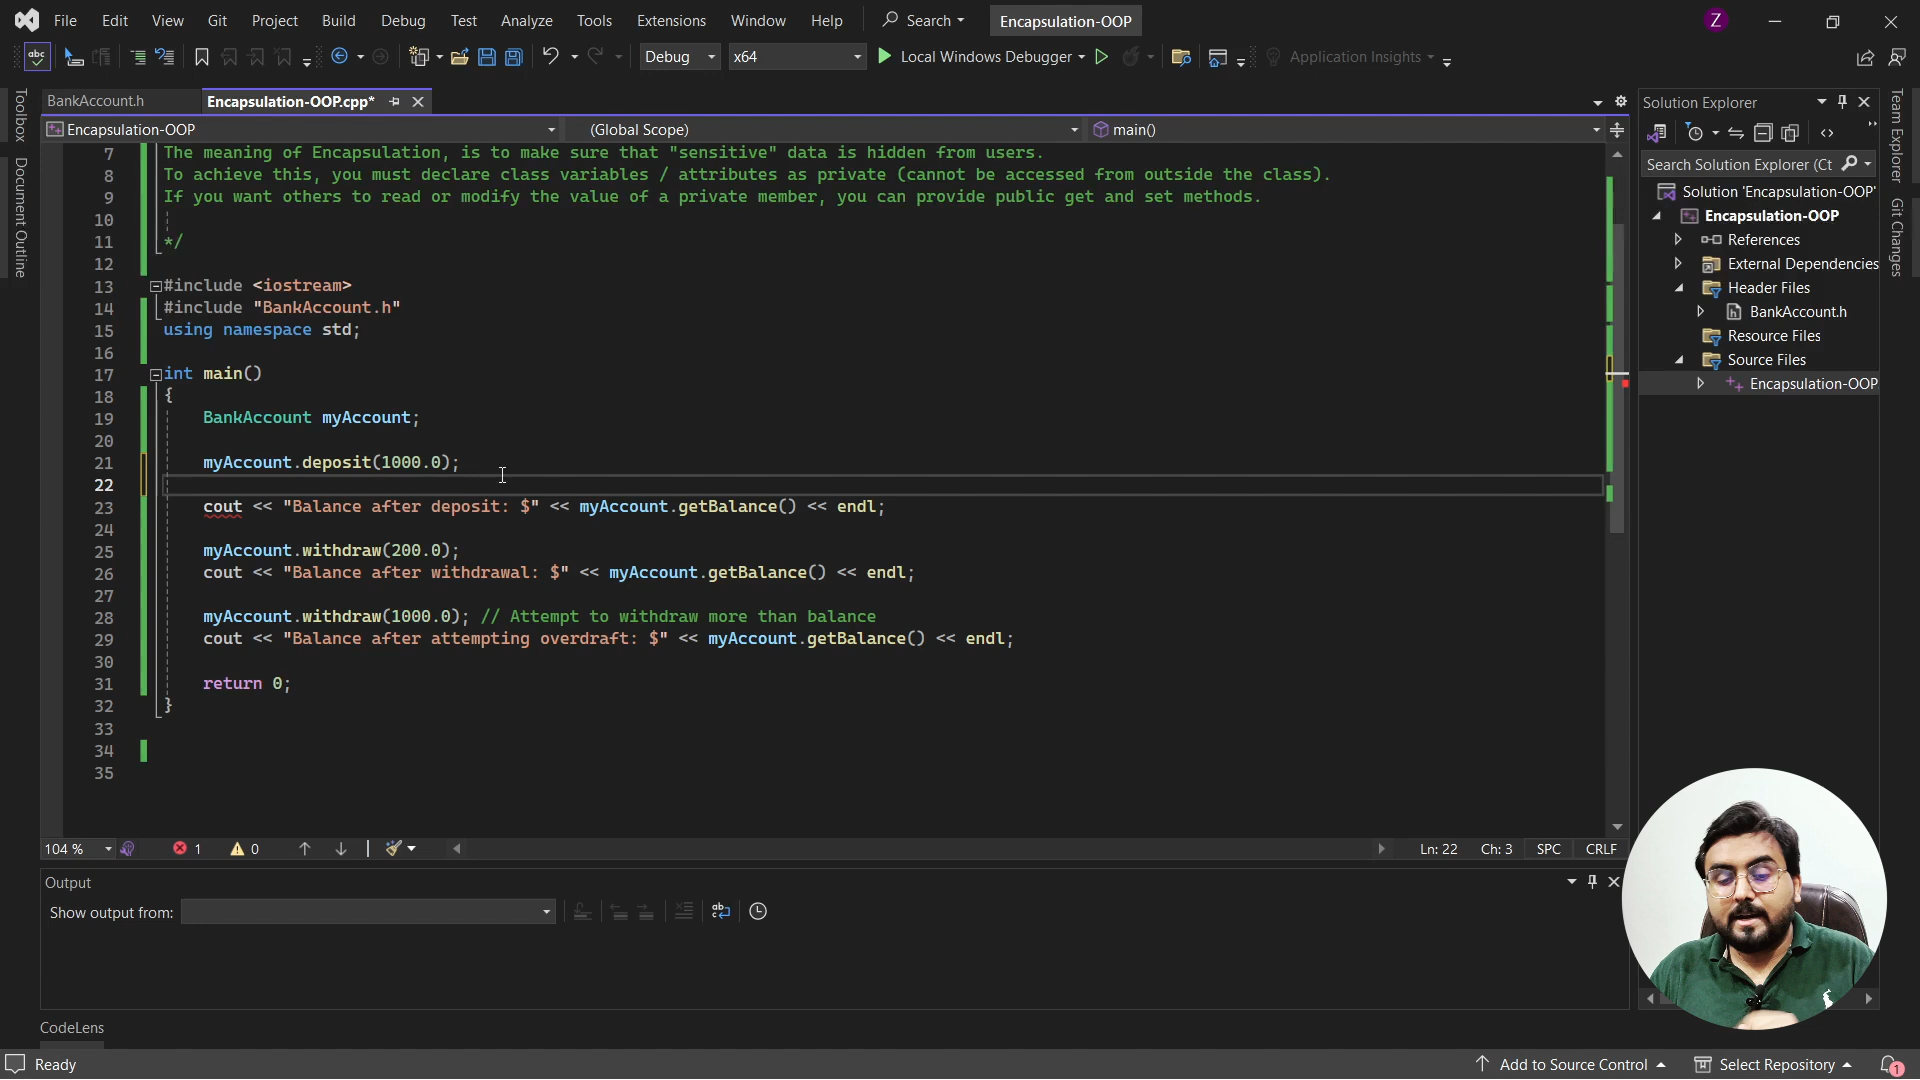 File Edit View Git Project Build Debug Test Analyze Tools Extensions Window Help Search Encapsulation-OOP Z
abc Debug x64 Local Windows Debugger Application Insights
BankAccount.h Encapsulation-OOP.cpp*
Encapsulation-OOP (Global Scope) main()
7 The meaning of Encapsulation, is to make sure that "sensitive" data is hidden from users.
8 To achieve this, you must declare class variables / attributes as private (cannot be accessed from outside the class).
9 If you want others to read or modify the value of a private member, you can provide public get and set methods.
10
11 */
12
13 #include <iostream>
14 #include "BankAccount.h"
15 using namespace std;
16
17 int main()
18 {
19 BankAccount myAccount;
20
21 myAccount.deposit(1000.0);
22
23 cout << "Balance after deposit: $" << myAccount.getBalance() << endl;
24
25 myAccount.withdraw(200.0);
26 cout << "Balance after withdrawal: $" << myAccount.getBalance() << endl;
27
28 myAccount.withdraw(1000.0); // Attempt to withdraw more than balance
29 cout << "Balance after attempting overdraft: $" << myAccount.getBalance() << endl;
30
31 return 0;
32 }
33
34
35
104 % 1 0 Ln: 22 Ch: 3 SPC CRLF
Output
Show output from:
CodeLens
Ready Add to Source Control Select Repository 1
Toolbox
Document Outline
Solution Explorer
Search Solution Explorer (Ct
Solution 'Encapsulation-OOP'
Encapsulation-OOP
References
External Dependencies
Header Files
BankAccount.h
Resource Files
Source Files
Encapsulation-OOP
Team Explorer
Git Changes